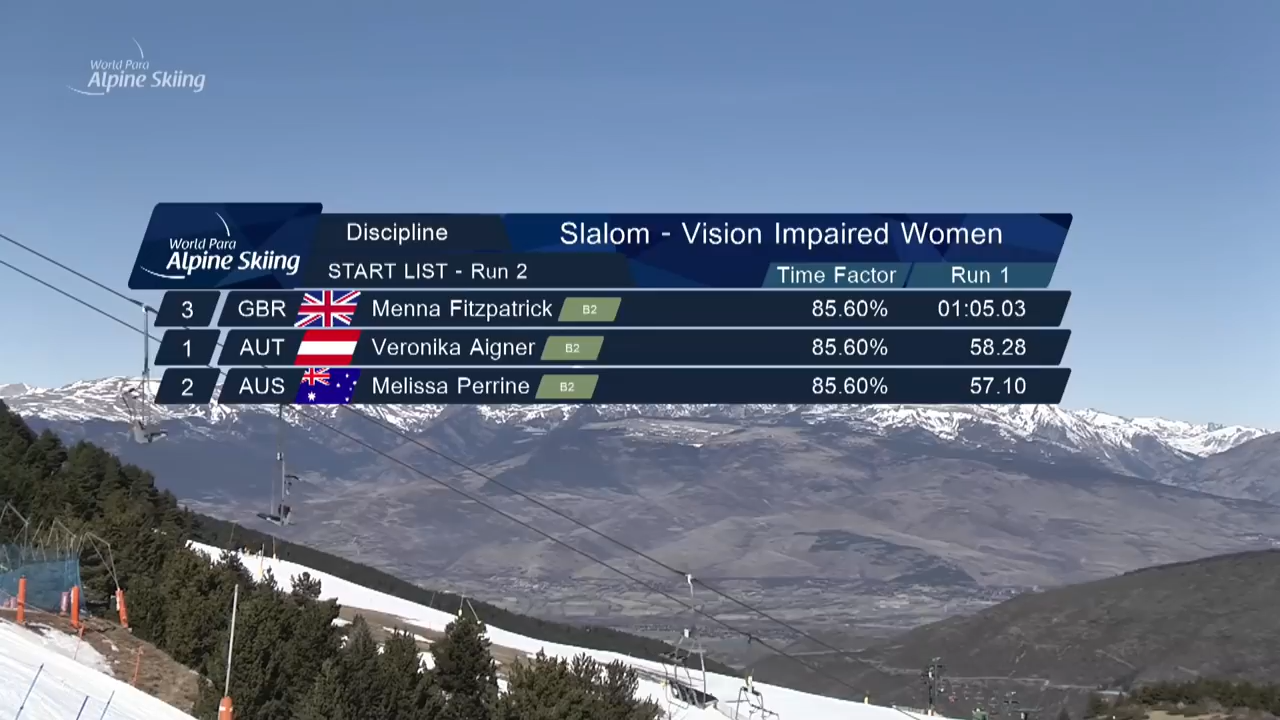 World Para
Alpine Skiing
World Para
Alpine Skiing
Discipline
Slalom - Vision Impaired Women
START LIST - Run 2
Time Factor
Run 1
3 GBR Menna Fitzpatrick B2 85.60% 01:05.03
1 AUT Veronika Aigner B2 85.60% 58.28
2 AUS Melissa Perrine B2 85.60% 57.10